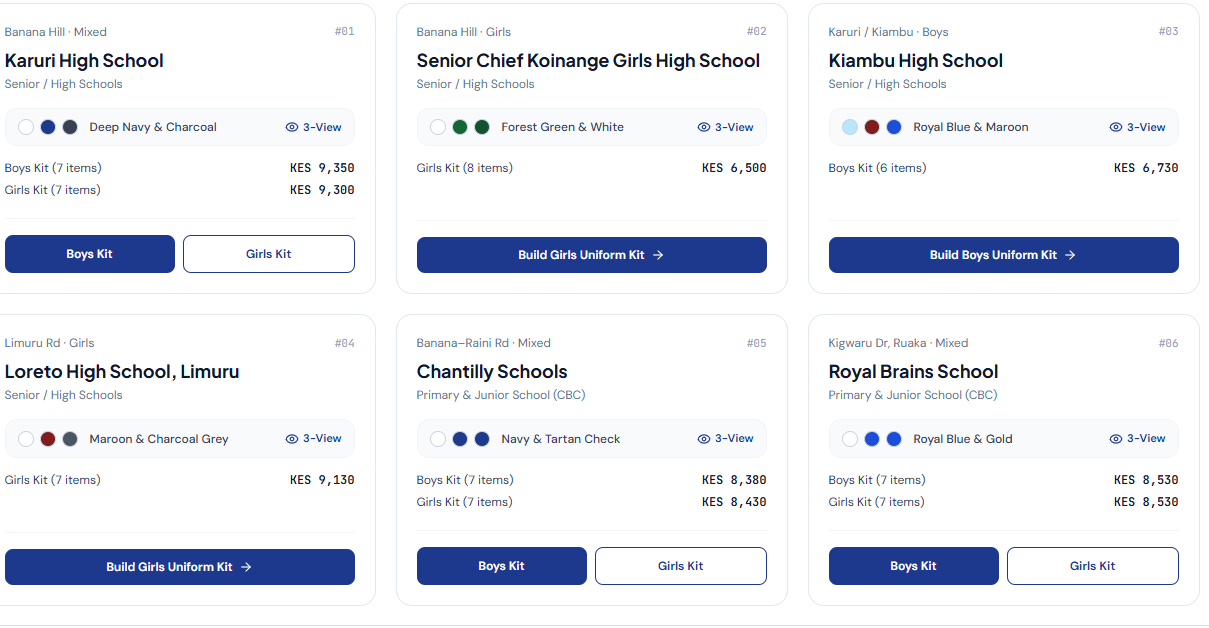 Banana Hill · Mixed #01
Karuri High School
Senior / High Schools
Deep Navy & Charcoal 3-View
Boys Kit (7 items) KES 9,350
Girls Kit (7 items) KES 9,300
Boys Kit Girls Kit
Banana Hill · Girls #02
Senior Chief Koinange Girls High School
Senior / High Schools
Forest Green & White 3-View
Girls Kit (8 items) KES 6,500
Build Girls Uniform Kit →
Karuri / Kiambu · Boys #03
Kiambu High School
Senior / High Schools
Royal Blue & Maroon 3-View
Boys Kit (6 items) KES 6,730
Build Boys Uniform Kit →
Limuru Rd · Girls #04
Loreto High School, Limuru
Senior / High Schools
Maroon & Charcoal Grey 3-View
Girls Kit (7 items) KES 9,130
Build Girls Uniform Kit →
Banana–Raini Rd · Mixed #05
Chantilly Schools
Primary & Junior School (CBC)
Navy & Tartan Check 3-View
Boys Kit (7 items) KES 8,380
Girls Kit (7 items) KES 8,430
Boys Kit Girls Kit
Kigwaru Dr, Ruaka · Mixed #06
Royal Brains School
Primary & Junior School (CBC)
Royal Blue & Gold 3-View
Boys Kit (7 items) KES 8,530
Girls Kit (7 items) KES 8,530
Boys Kit Girls Kit